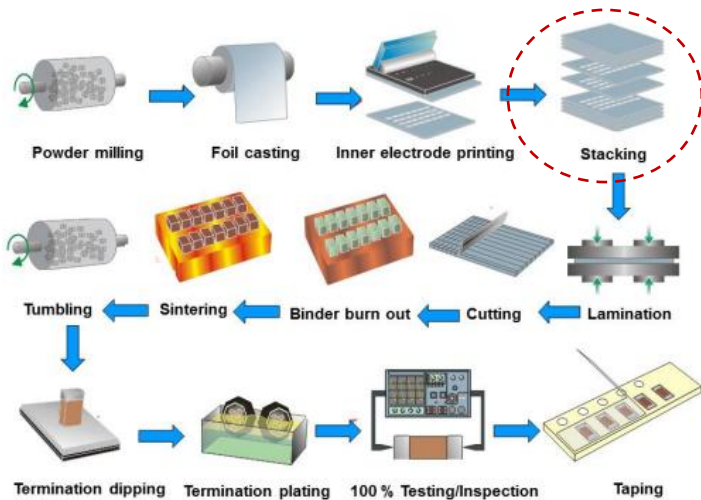 Powder milling
Foil casting
Inner electrode printing
Stacking
Tumbling
Sintering
Binder burn out
Cutting
Lamination
Termination dipping
Termination plating
100 % Testing/Inspection
Taping